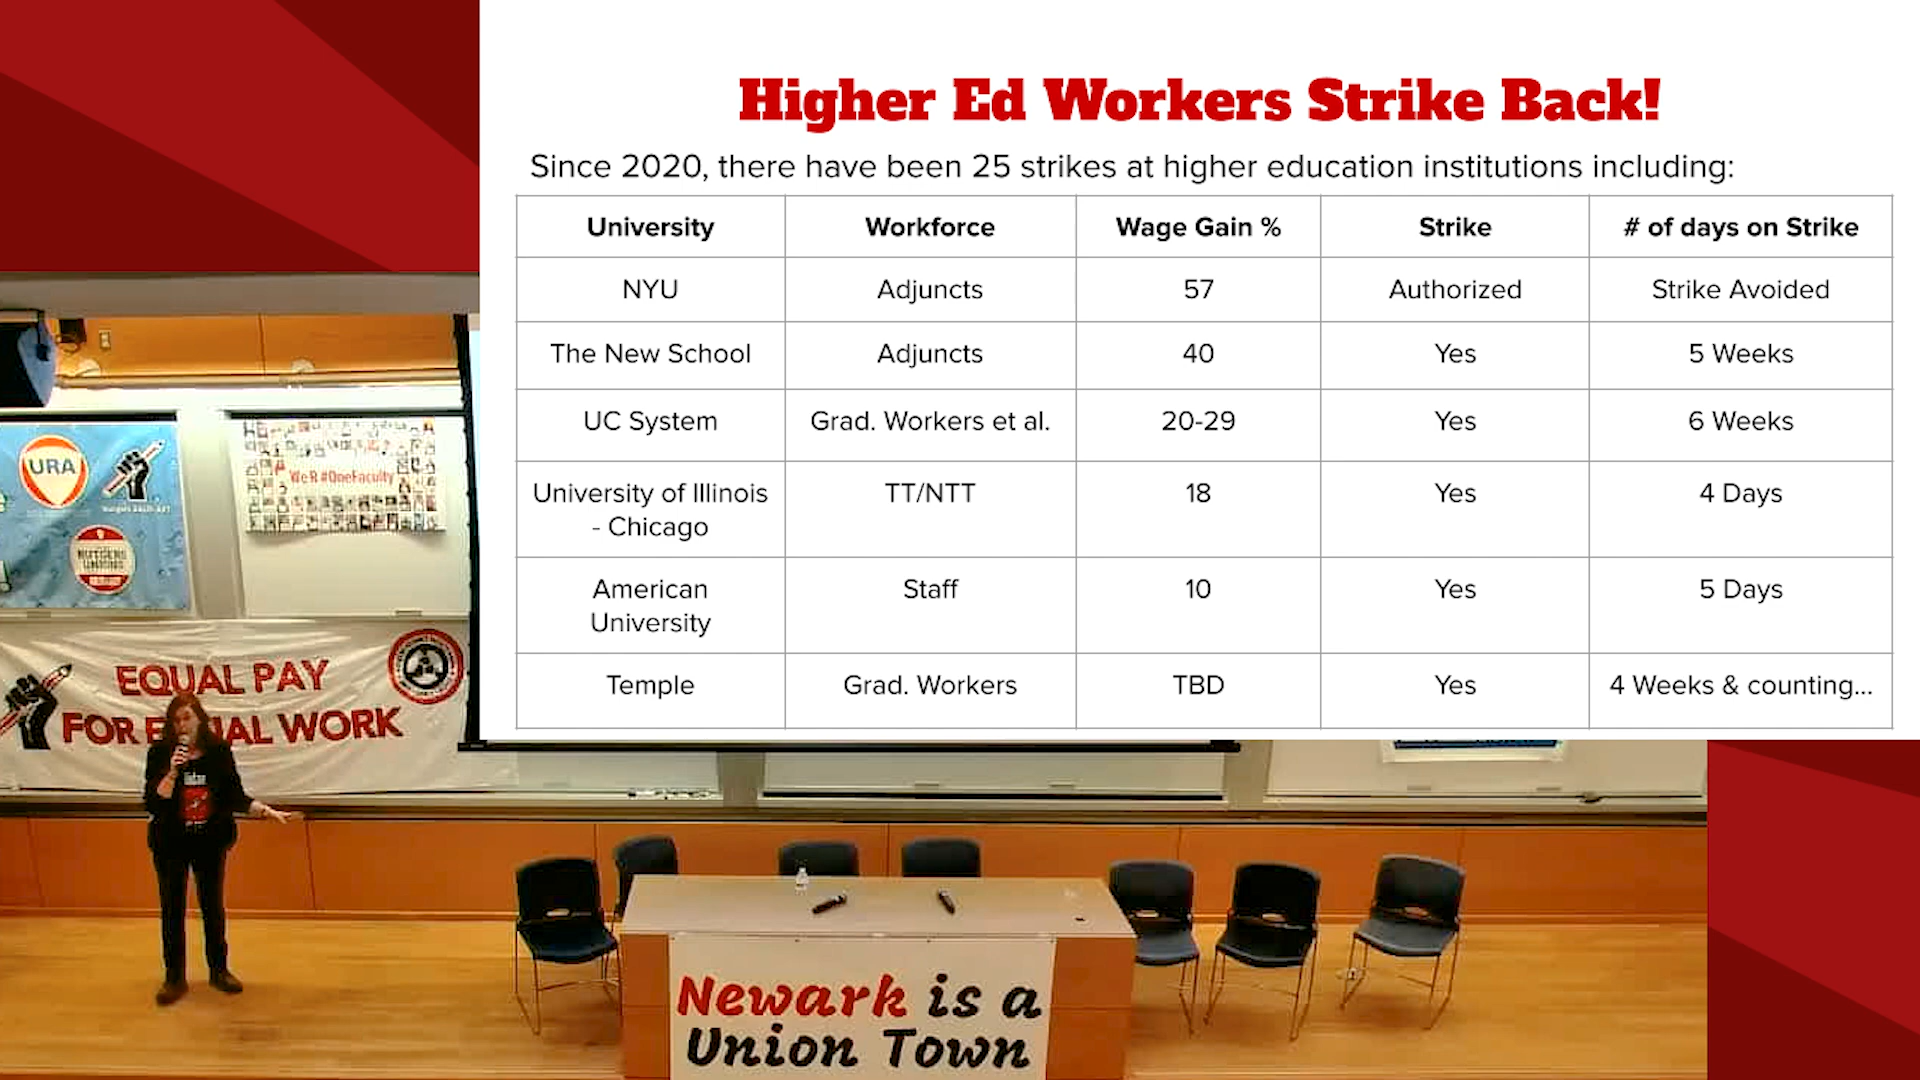 Higher Ed Workers Strike Back!
Since 2020, there have been 25 strikes at higher education institutions including:
University Workforce Wage Gain % Strike # of days on Strike
NYU Adjuncts 57 Authorized Strike Avoided
The New School Adjuncts 40 Yes 5 Weeks
UC System Grad. Workers et al. 20-29 Yes 6 Weeks
University of Illinois TT/NTT 18 Yes 4 Days
- Chicago
American Staff 10 Yes 5 Days
University
Temple Grad. Workers TBD Yes 4 Weeks & counting...
URA
WeR #OneFaculty
RUTGERS
UNIONS
EQUAL PAY
FOR EQUAL WORK
Newark is a
Union Town